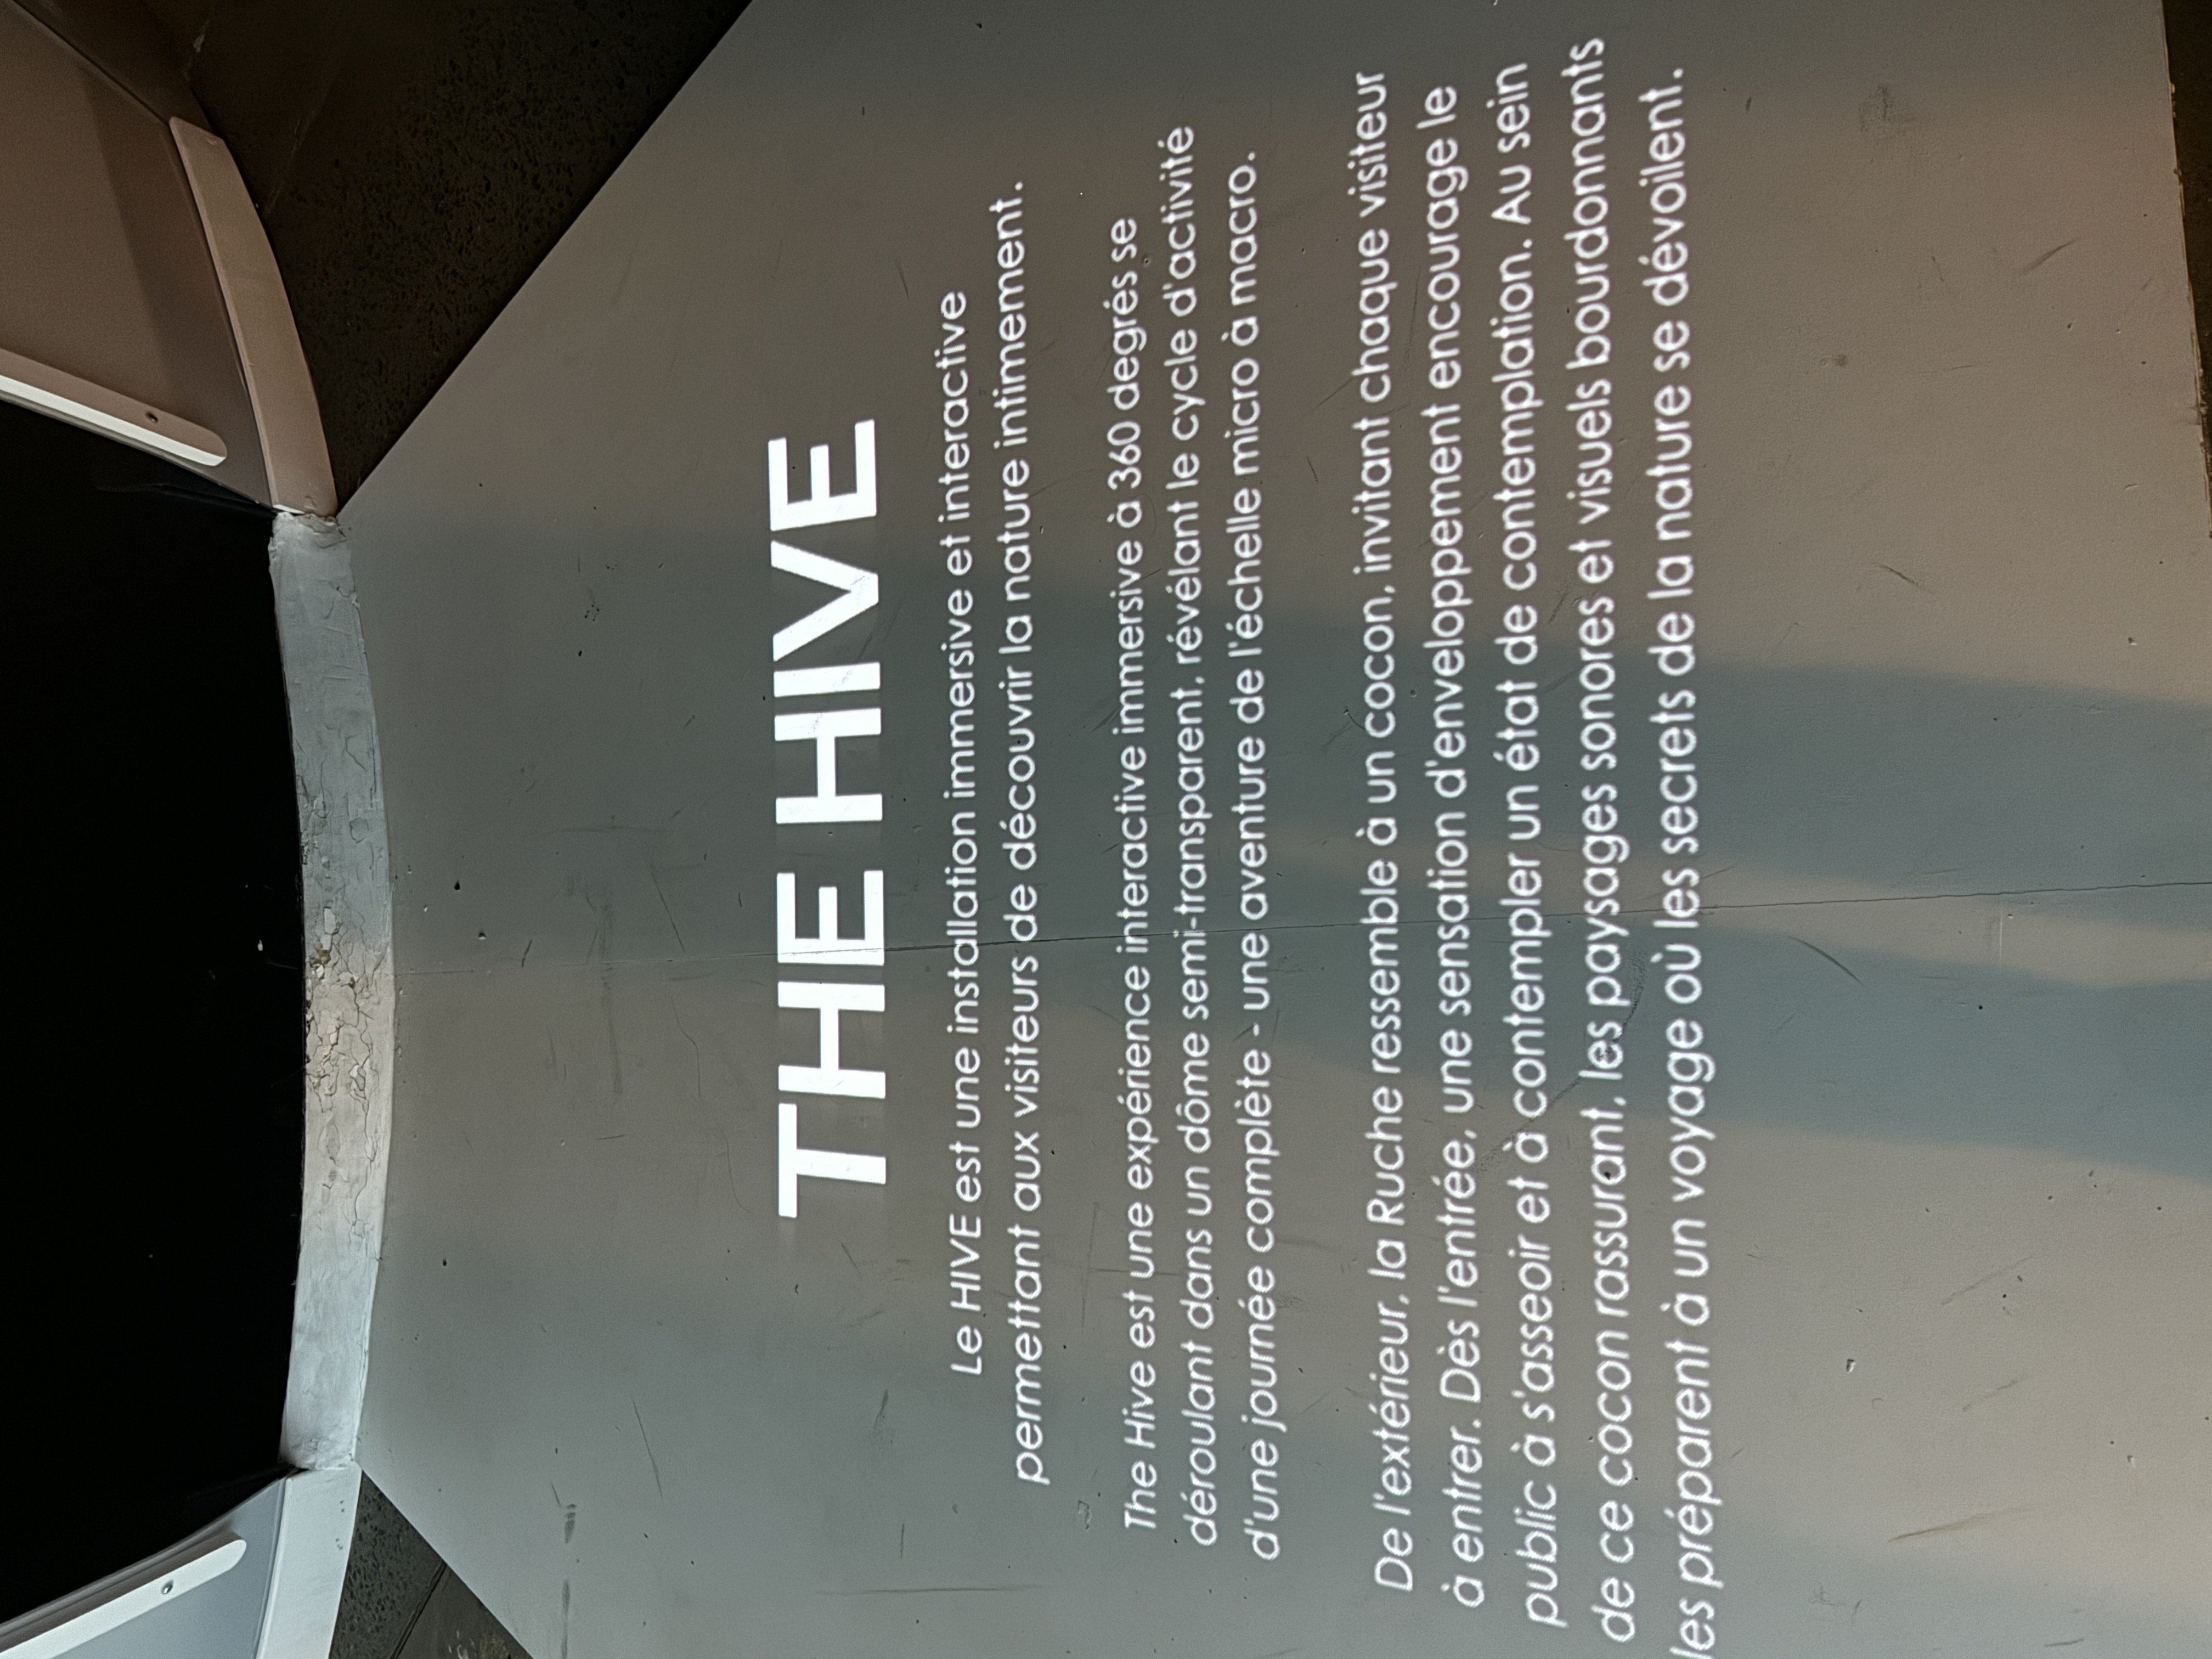 THE HIVE
Le HIVE est une installation immersive et interactive
permettant aux visiteurs de découvrir la nature intimement.
The Hive est une expérience interactive immersive à 360 degrés se
déroulant dans un dôme semi-transparent, révélant le cycle d'activité
d'une journée complète - une aventure de l'échelle micro à macro.
De l'extérieur, la Ruche ressemble à un cocon, invitant chaque visiteur
à entrer. Dès l'entrée, une sensation d'enveloppement encourage le
public à s'asseoir et à contempler un état de contemplation. Au sein
de ce cocon rassurant, les paysages sonores et visuels bourdonnants
les préparent à un voyage où les secrets de la nature se dévoilent.